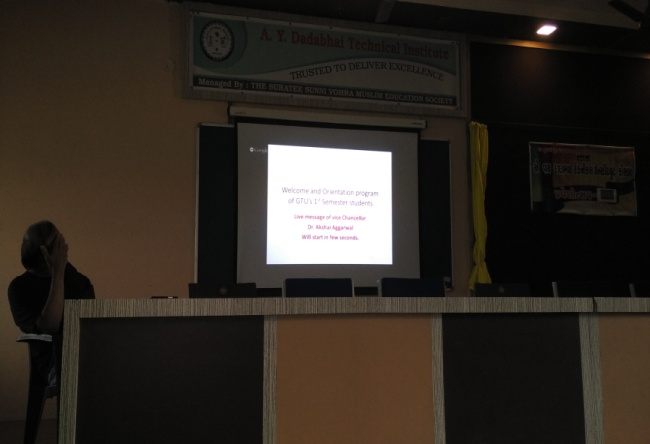 A. Y. Dadabhai Technical Institute
TRUSTED TO DELIVER EXCELLENCE
Managed By : THE SURATEE SUNNI VOHRA MUSLIM EDUCATION SOCIETY
Google
Welcome and Orientation program
of GTU's 1st Semester students
Live message of vice Chancellor
Dr. Akshai Aggarwal
Will start in few seconds.